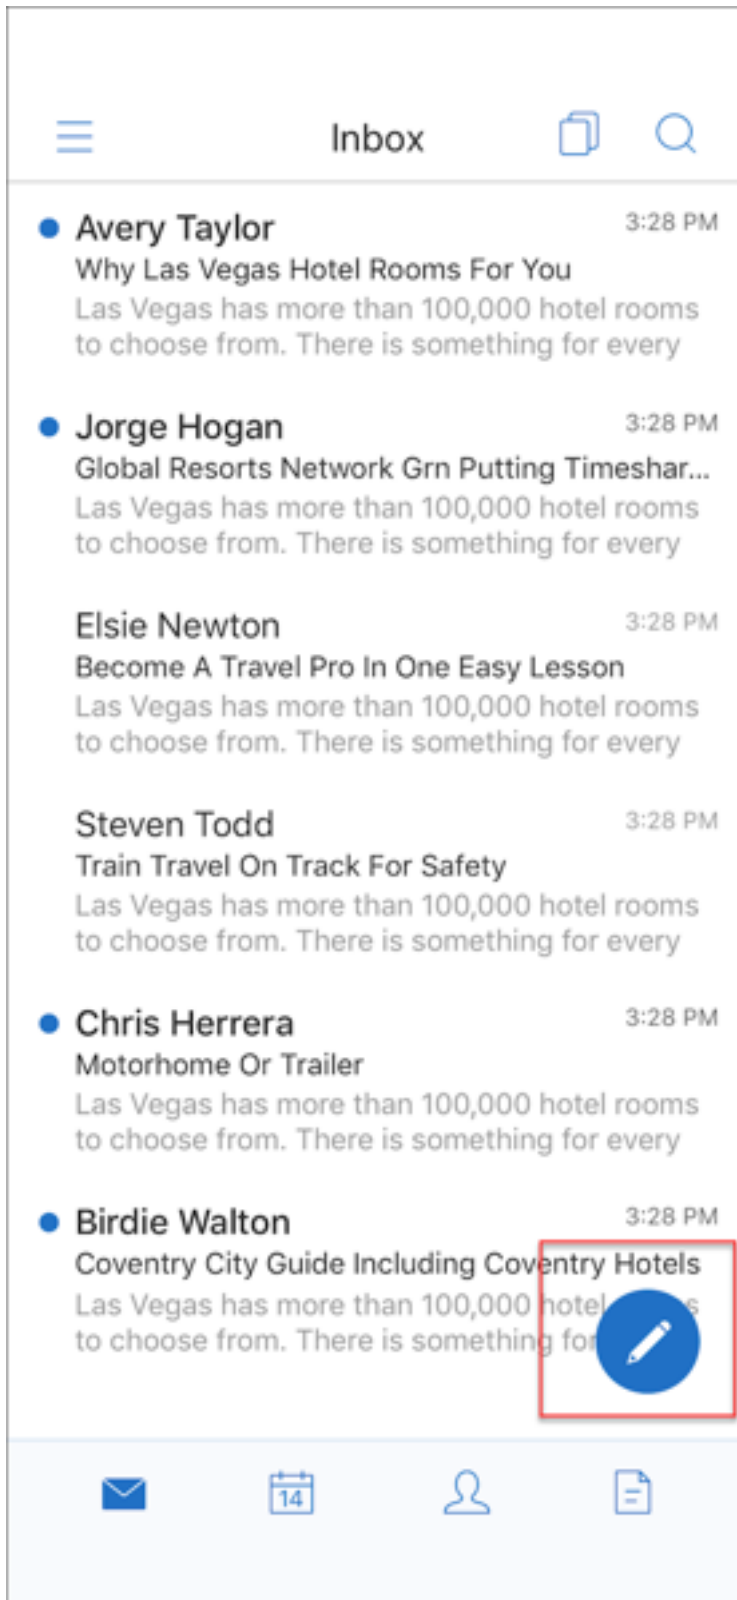 Inbox
Avery Taylor 3:28 PM
Why Las Vegas Hotel Rooms For You
Las Vegas has more than 100,000 hotel rooms
to choose from. There is something for every
Jorge Hogan 3:28 PM
Global Resorts Network Grn Putting Timeshar...
Las Vegas has more than 100,000 hotel rooms
to choose from. There is something for every
Elsie Newton 3:28 PM
Become A Travel Pro In One Easy Lesson
Las Vegas has more than 100,000 hotel rooms
to choose from. There is something for every
Steven Todd 3:28 PM
Train Travel On Track For Safety
Las Vegas has more than 100,000 hotel rooms
to choose from. There is something for every
Chris Herrera 3:28 PM
Motorhome Or Trailer
Las Vegas has more than 100,000 hotel rooms
to choose from. There is something for every
Birdie Walton 3:28 PM
Coventry City Guide Including Coventry Hotels
Las Vegas has more than 100,000 hotel
to choose from. There is something for
14